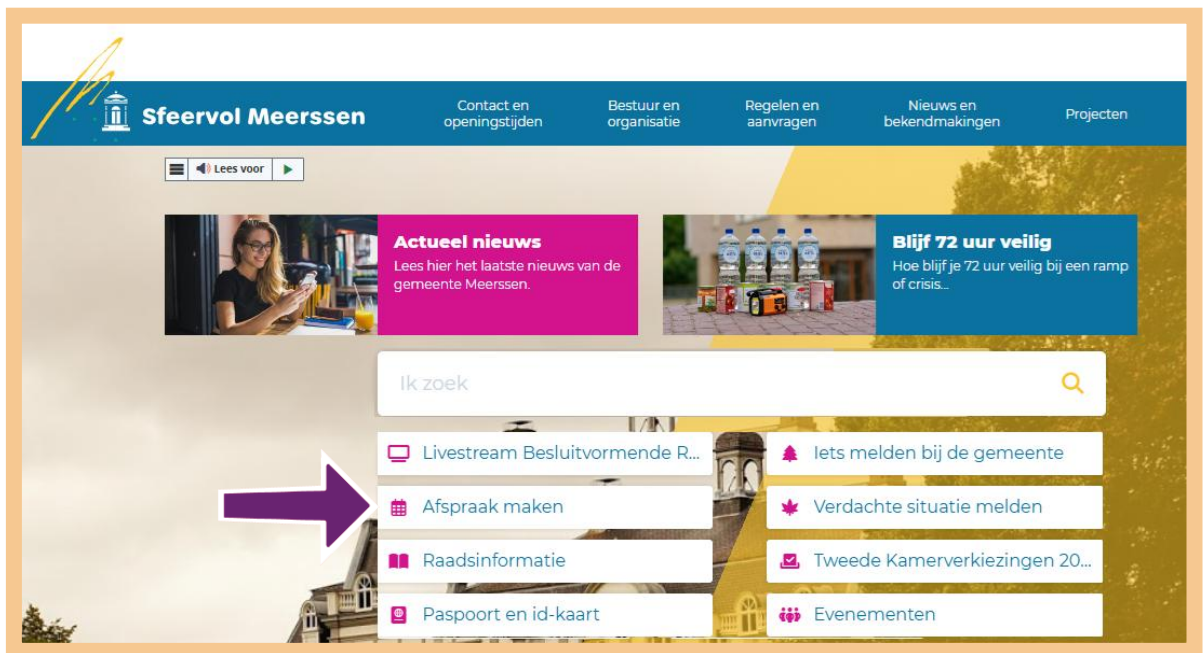 Sfeervol Meerssen
Contact en
openingstijden
Bestuur en
organisatie
Regelen en
aanvragen
Nieuws en
bekendmakingen
Projecten
Lees voor
Actueel nieuws
Lees hier het laatste nieuws van de
gemeente Meerssen.
Blijf 72 uur veilig
Hoe blijf je 72 uur veilig bij een ramp
of crisis...
Ik zoek
Livestream Besluitvormende R...
Iets melden bij de gemeente
Afspraak maken
Verdachte situatie melden
Raadsinformatie
Tweede Kamerverkiezingen 20...
Paspoort en id-kaart
Evenementen